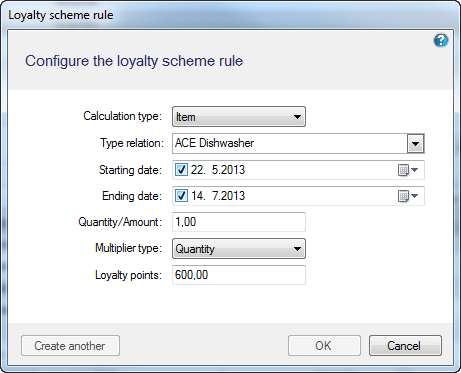 Loyalty scheme rule
?
Configure the loyalty scheme rule
Calculation type: Item
Type relation: ACE Dishwasher
Starting date: 22. 5.2013
Ending date: 14. 7.2013
Quantity/Amount: 1,00
Multiplier type: Quantity
Loyalty points: 600,00
Create another OK Cancel